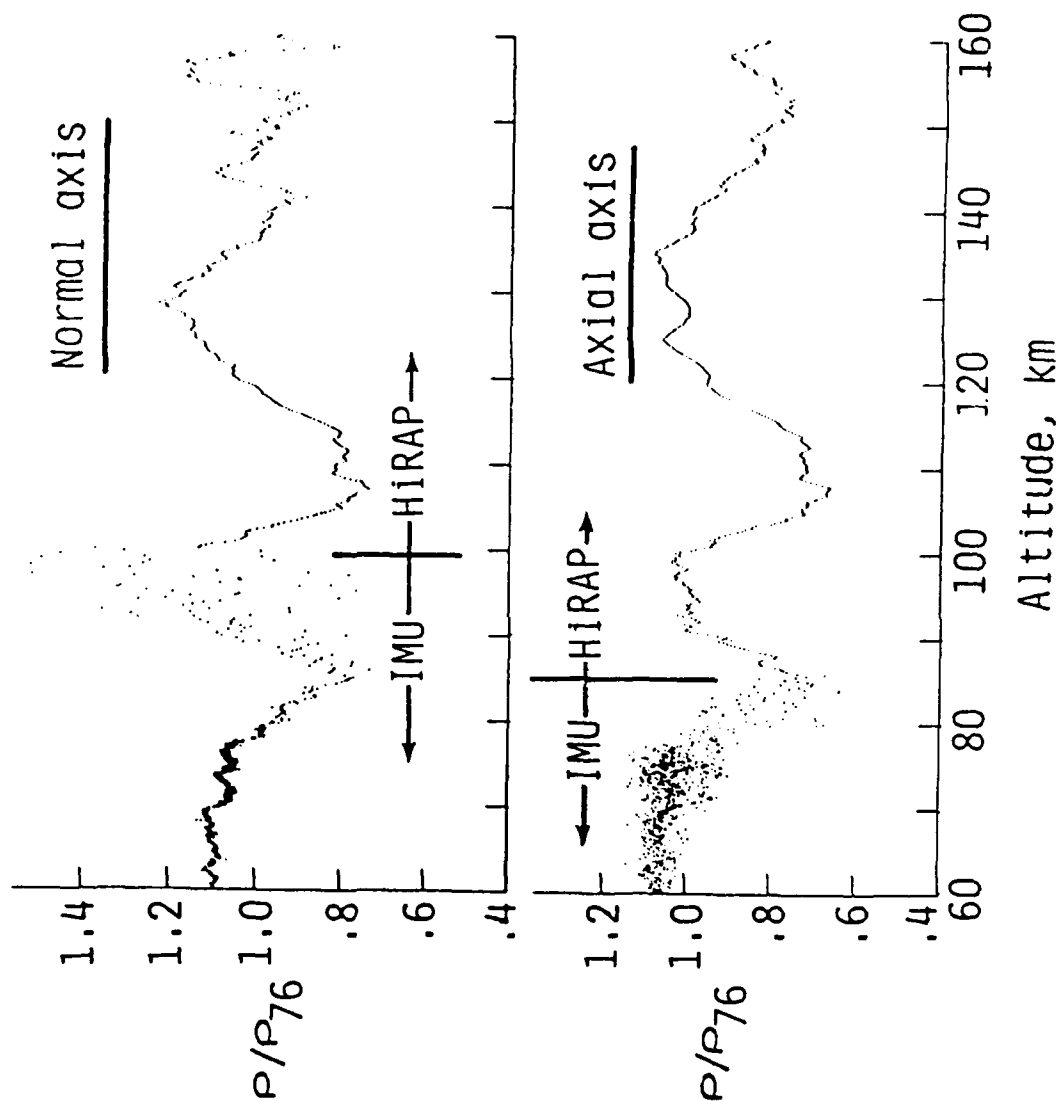 Normal axis
1.4
1.2
1.0
.8
.6
.4
ρ/ρ76
IMU HiRAP
Axial axis
1.2
1.0
.8
.6
.4
ρ/ρ76
IMU HiRAP
60 80 100 120 140 160
Altitude, km